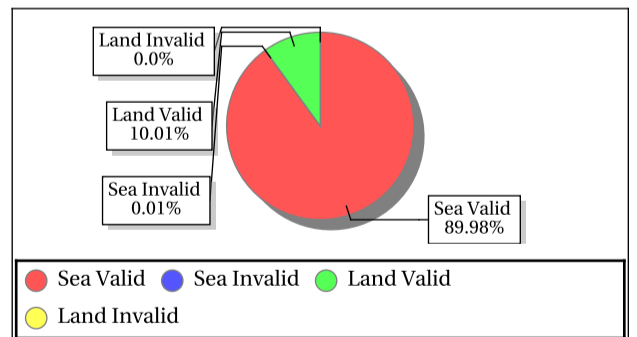 Land Invalid
0.0%
Land Valid
10.01%
Sea Invalid
0.01%
Sea Valid
89.98%
Sea Valid Sea Invalid Land Valid
Land Invalid